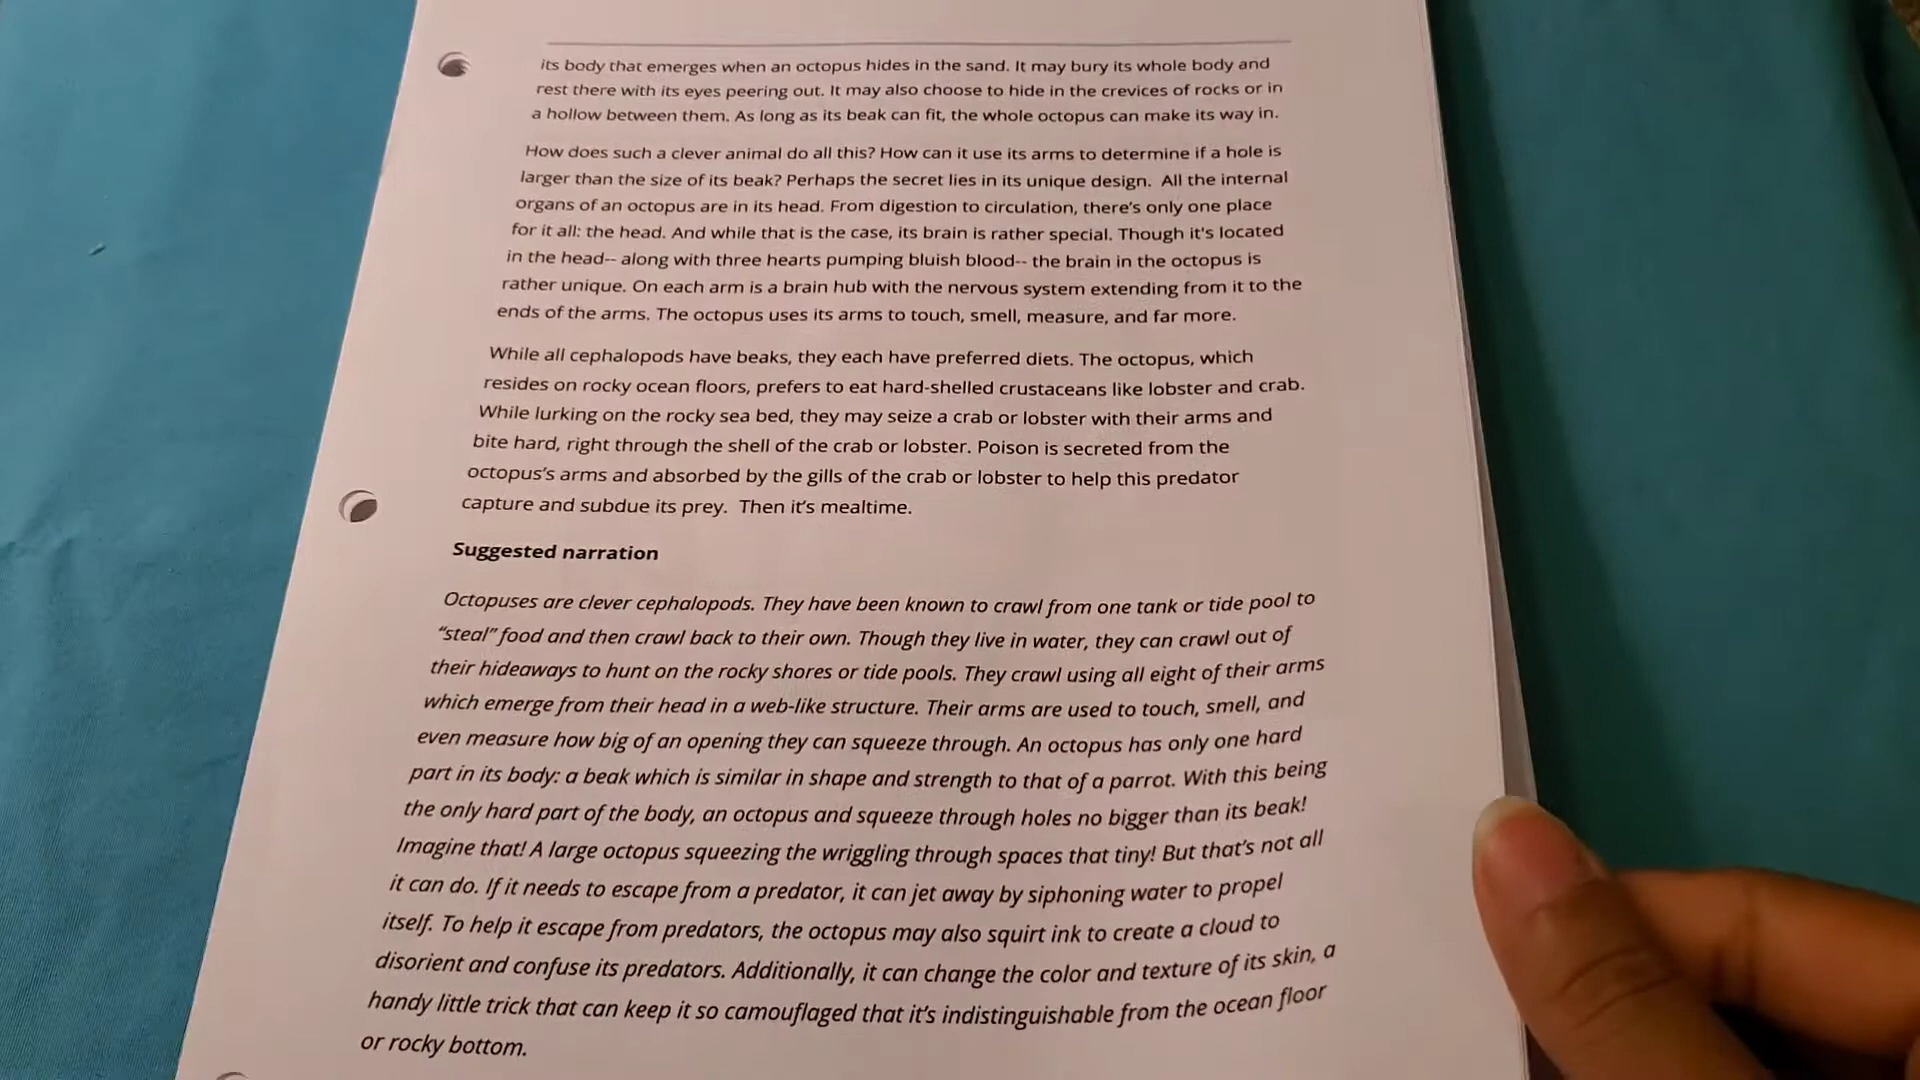 its body that emerges when an octopus hides in the sand. It may bury its whole body and
rest there with its eyes peering out. It may also choose to hide in the crevices of rocks or in
a hollow between them. As long as its beak can fit, the whole octopus can make its way in.
How does such a clever animal do all this? How can it use its arms to determine if a hole is
larger than the size of its beak? Perhaps the secret lies in its unique design.  All the internal
organs of an octopus are in its head. From digestion to circulation, there's only one place
for it all: the head. And while that is the case, its brain is rather special. Though it's located
in the head-- along with three hearts pumping bluish blood-- the brain in the octopus is
rather unique. On each arm is a brain hub with the nervous system extending from it to the
ends of the arms. The octopus uses its arms to touch, smell, measure, and far more.
While all cephalopods have beaks, they each have preferred diets. The octopus, which
resides on rocky ocean floors, prefers to eat hard-shelled crustaceans like lobster and crab.
While lurking on the rocky sea bed, they may seize a crab or lobster with their arms and
bite hard, right through the shell of the crab or lobster. Poison is secreted from the
octopus's arms and absorbed by the gills of the crab or lobster to help this predator
capture and subdue its prey.  Then it's mealtime.
Suggested narration
Octopuses are clever cephalopods. They have been known to crawl from one tank or tide pool to
“steal” food and then crawl back to their own. Though they live in water, they can crawl out of
their hideaways to hunt on the rocky shores or tide pools. They crawl using all eight of their arms
which emerge from their head in a web-like structure. Their arms are used to touch, smell, and
even measure how big of an opening they can squeeze through. An octopus has only one hard
part in its body: a beak which is similar in shape and strength to that of a parrot. With this being
the only hard part of the body, an octopus and squeeze through holes no bigger than its beak!
Imagine that! A large octopus squeezing the wriggling through spaces that tiny! But that's not all
it can do. If it needs to escape from a predator, it can jet away by siphoning water to propel
itself. To help it escape from predators, the octopus may also squirt ink to create a cloud to
disorient and confuse its predators. Additionally, it can change the color and texture of its skin, a
handy little trick that can keep it so camouflaged that it's indistinguishable from the ocean floor
or rocky bottom.